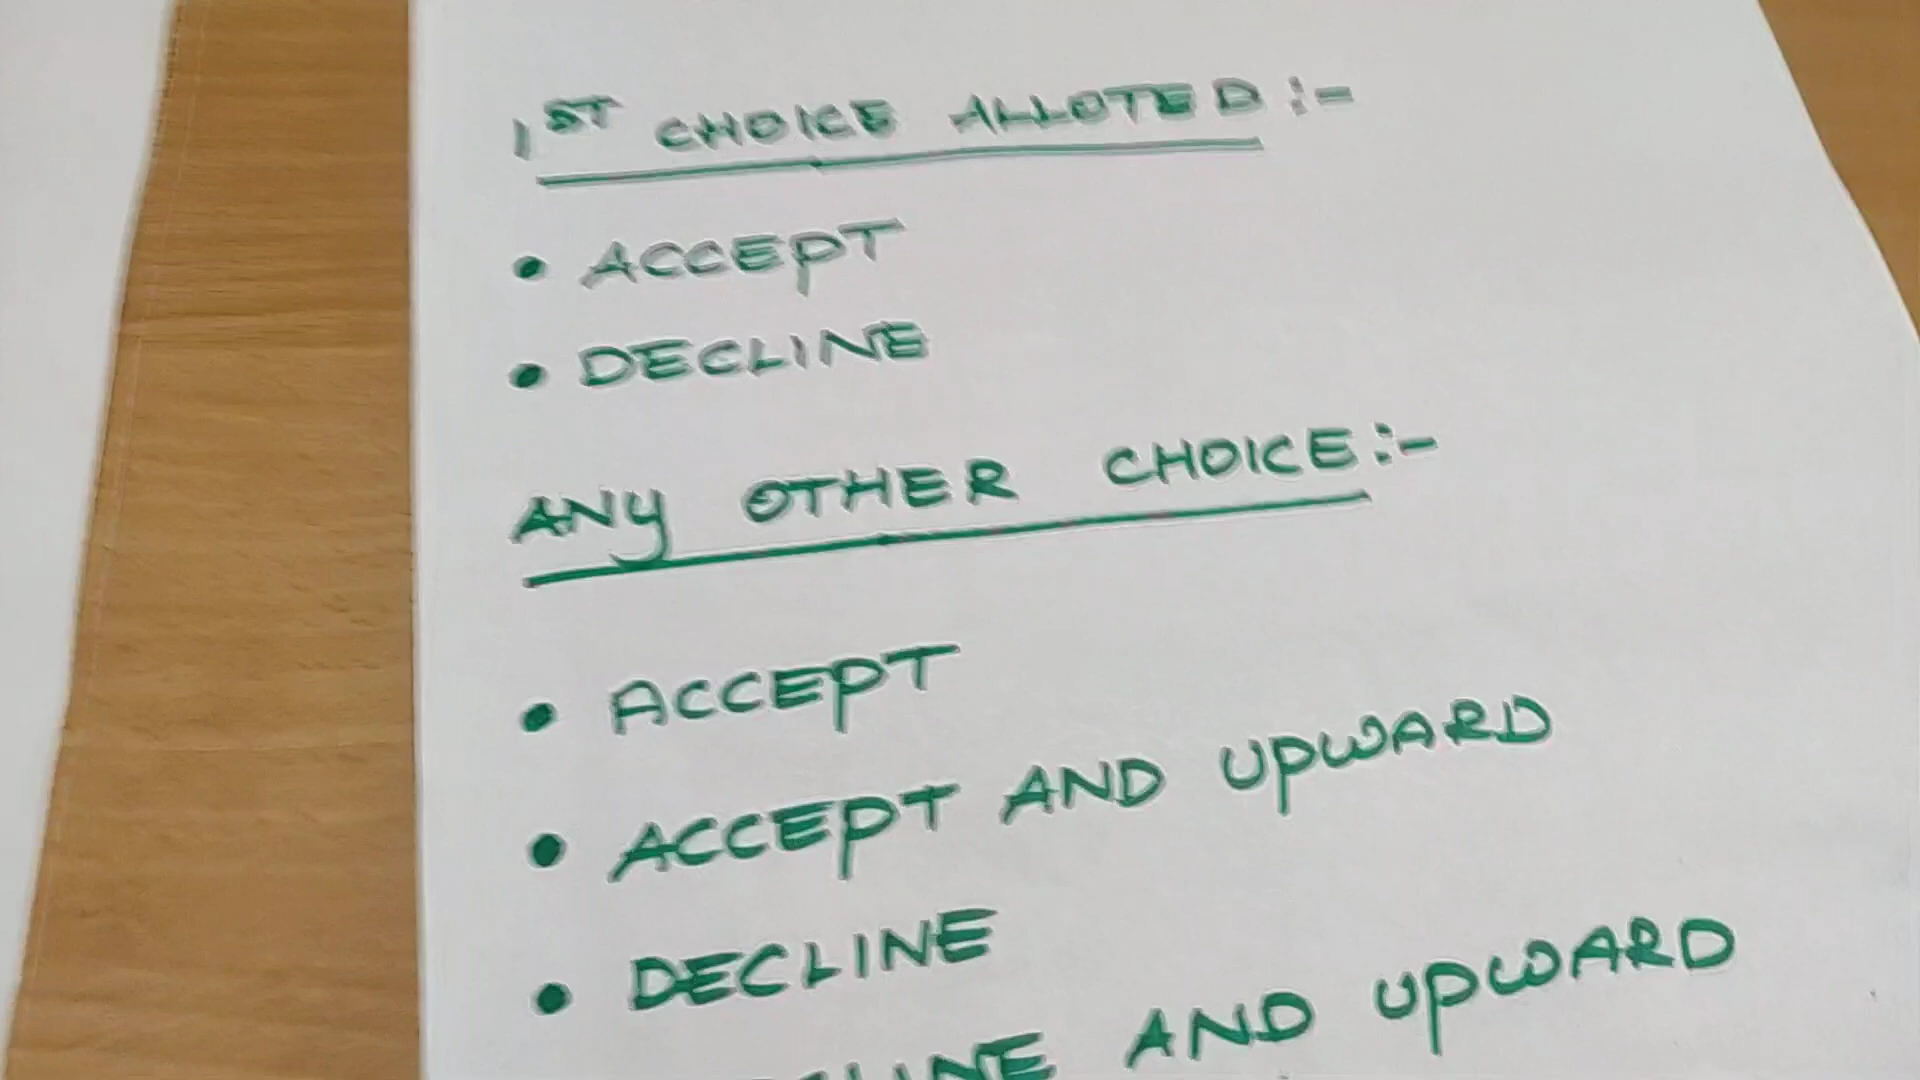 1ST CHOICE ALLOTED :-
• ACCEPT
• DECLINE
ANY OTHER CHOICE :-
• ACCEPT
• ACCEPT AND UPWARD
• DECLINE
AND UPWARD